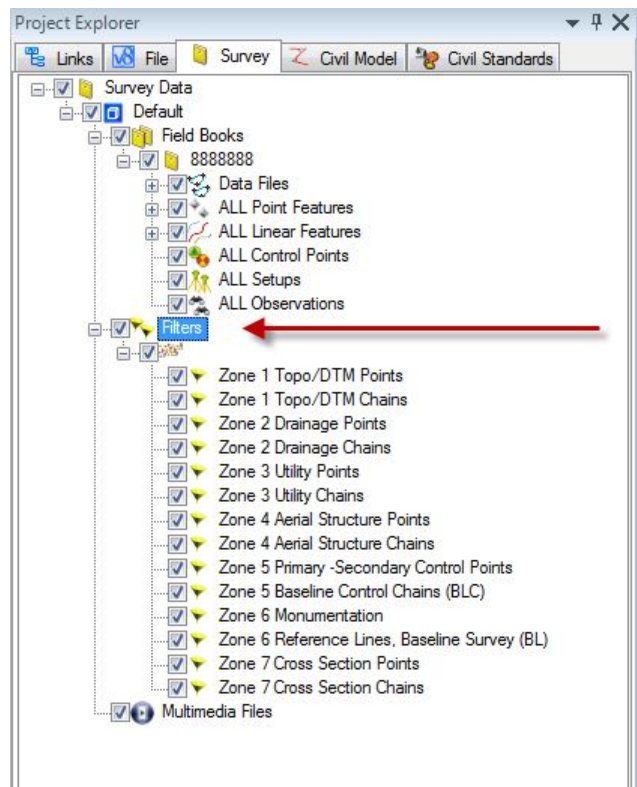 Project Explorer
Links V8 File Survey Civil Model Civil Standards
Survey Data
Default
Field Books
8888888
Data Files
ALL Point Features
ALL Linear Features
ALL Control Points
ALL Setups
ALL Observations
Filters
Zone 1 Topo/DTM Points
Zone 1 Topo/DTM Chains
Zone 2 Drainage Points
Zone 2 Drainage Chains
Zone 3 Utility Points
Zone 3 Utility Chains
Zone 4 Aerial Structure Points
Zone 4 Aerial Structure Chains
Zone 5 Primary -Secondary Control Points
Zone 5 Baseline Control Chains (BLC)
Zone 6 Monumentation
Zone 6 Reference Lines, Baseline Survey (BL)
Zone 7 Cross Section Points
Zone 7 Cross Section Chains
Multimedia Files